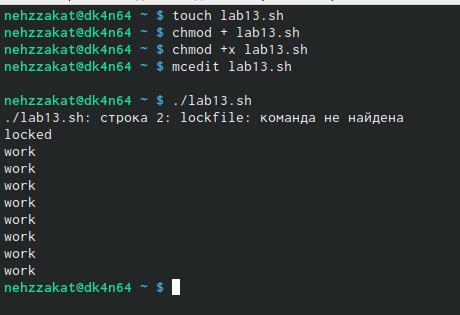 nehzzakat@dk4n64 ~ $ touch lab13.sh
nehzzakat@dk4n64 ~ $ chmod + lab13.sh
nehzzakat@dk4n64 ~ $ chmod +x lab13.sh
nehzzakat@dk4n64 ~ $ mcedit lab13.sh
nehzzakat@dk4n64 ~ $ ./lab13.sh
./lab13.sh: строка 2: lockfile: команда не найдена
locked
work
work
work
work
work
work
work
work
nehzzakat@dk4n64 ~ $